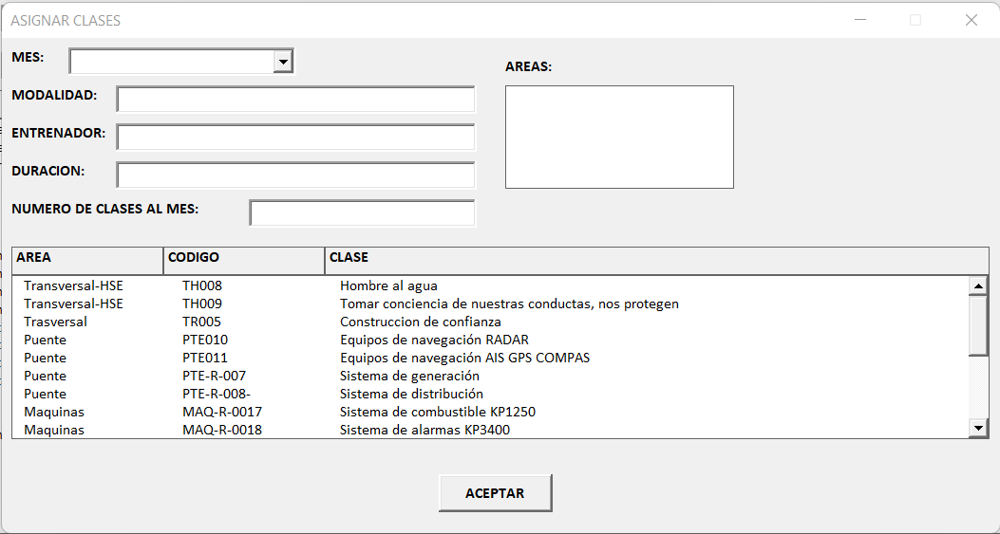 ASIGNAR CLASES
MES:
AREAS:
MODALIDAD:
ENTRENADOR:
DURACION:
NUMERO DE CLASES AL MES:
AREA CODIGO CLASE
Transversal-HSE TH008 Hombre al agua
Transversal-HSE TH009 Tomar conciencia de nuestras conductas, nos protegen
Trasversal TR005 Construccion de confianza
Puente PTE010 Equipos de navegación RADAR
Puente PTE011 Equipos de navegación AIS GPS COMPAS
Puente PTE-R-007 Sistema de generación
Puente PTE-R-008- Sistema de distribución
Maquinas MAQ-R-0017 Sistema de combustible KP1250
Maquinas MAQ-R-0018 Sistema de alarmas KP3400
ACEPTAR